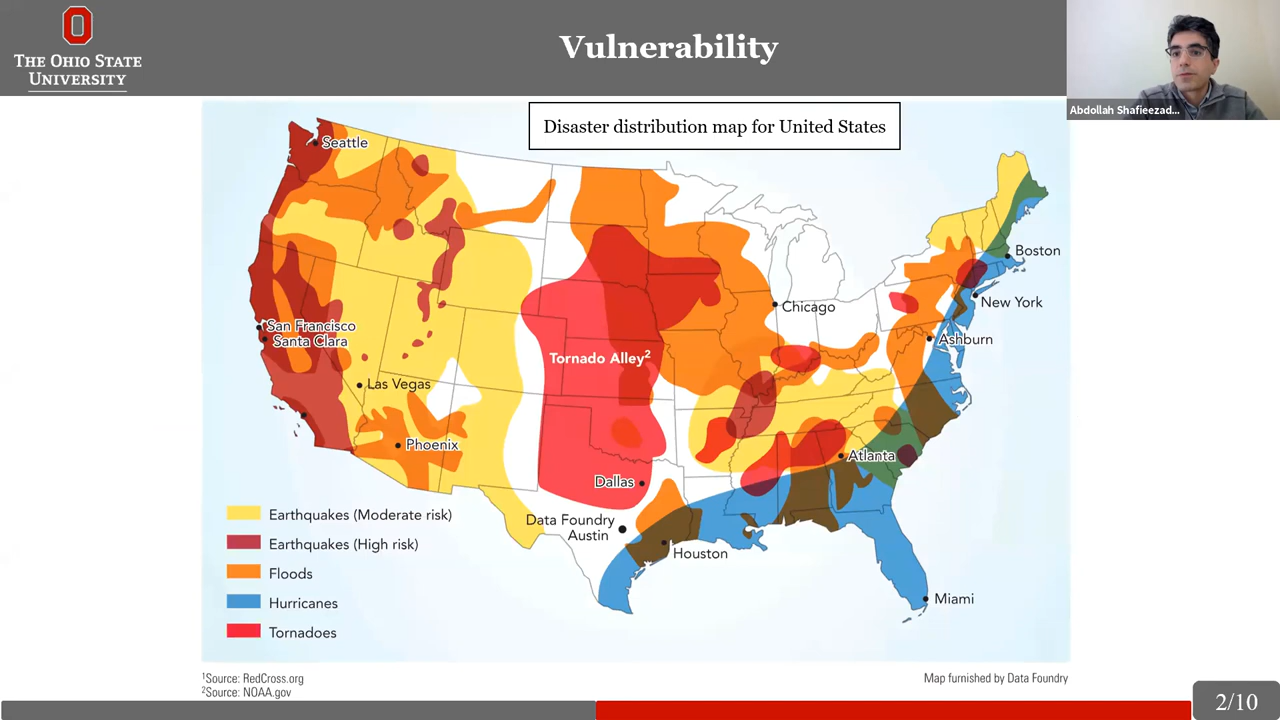 THE OHIO STATE
UNIVERSITY
Vulnerability
Abdollah Shafieezad...
Disaster distribution map for United States
Seattle
Boston
New York
Chicago
San Francisco
Santa Clara
Ashburn
Tornado Alley2
Las Vegas
Phoenix
Atlanta
Dallas
Data Foundry
Austin
Houston
Miami
Earthquakes (Moderate risk)
Earthquakes (High risk)
Floods
Hurricanes
Tornadoes
1Source: RedCross.org
2Source: NOAA.gov
Map furnished by Data Foundry
2/10